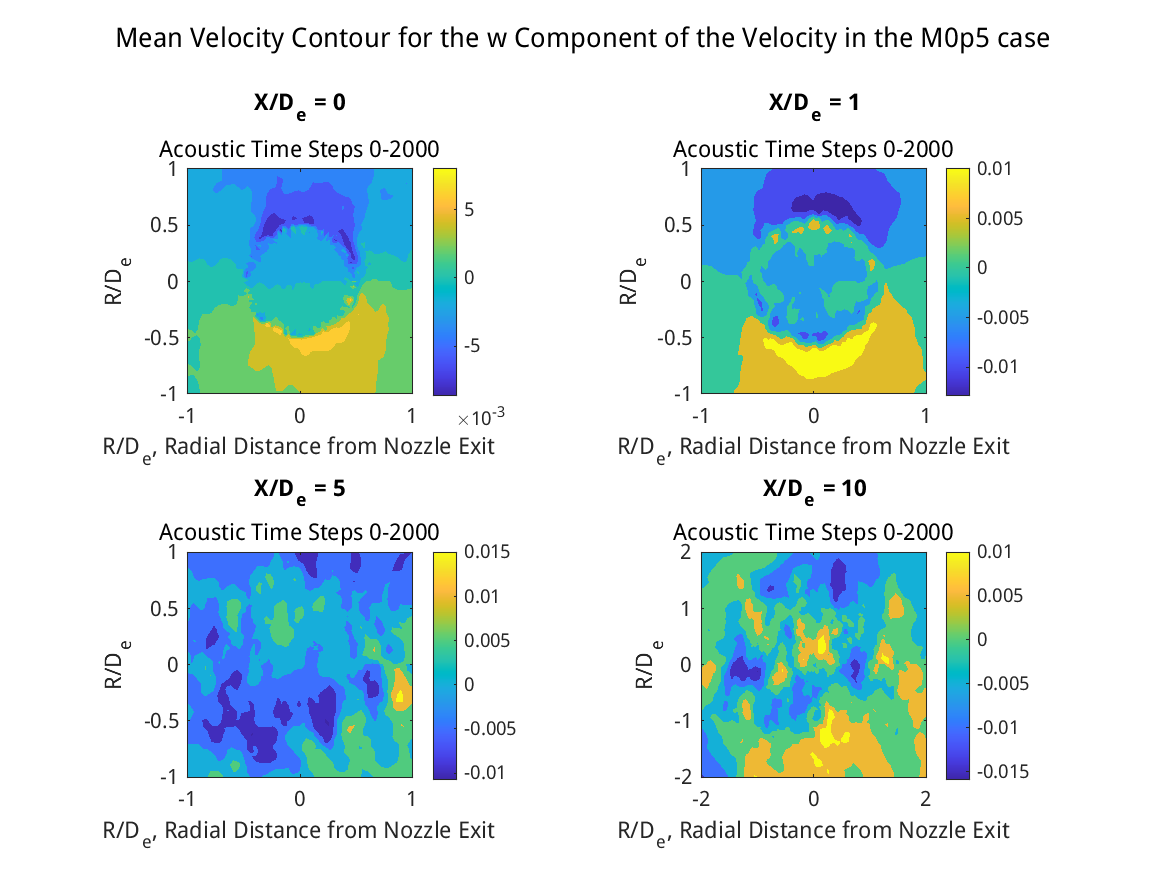 Mean Velocity Contour for the w Component of the Velocity in the M0p5 case
X/De = 0
Acoustic Time Steps 0-2000
1
0.5
0
-0.5
-1
R/De
-1 0 1
R/De, Radial Distance from Nozzle Exit
5
0
-5
×10-3
X/De = 1
Acoustic Time Steps 0-2000
1
0.5
0
-0.5
-1
R/De
-1 0 1
R/De, Radial Distance from Nozzle Exit
0.01
0.005
0
-0.005
-0.01
X/De = 5
Acoustic Time Steps 0-2000
1
0.5
0
-0.5
-1
R/De
-1 0 1
R/De, Radial Distance from Nozzle Exit
0.015
0.01
0.005
0
-0.005
-0.01
X/De = 10
Acoustic Time Steps 0-2000
2
1
0
-1
-2
R/De
-2 0 2
R/De, Radial Distance from Nozzle Exit
0.01
0.005
0
-0.005
-0.01
-0.015